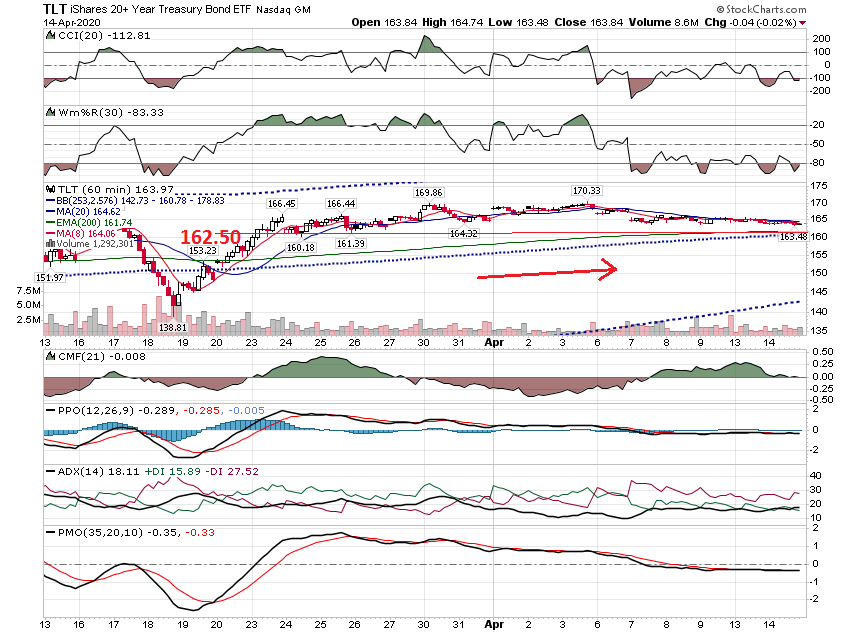 TLT iShares 20+ Year Treasury Bond ETF Nasdaq GM
© StockCharts.com
14-Apr-2020
Open 163.84 High 164.74 Low 163.48 Close 163.84 Volume 8.6M Chg -0.04 (-0.02%)
CCI(20) -112.81
200
100
0
-100
-200
Wm%R(30) -83.33
-20
-50
-80
TLT (60 min) 163.97
BB(253,2.576) 142.73 - 160.78 - 178.83
MA(20) 164.62
EMA(200) 161.74
MA(8) 164.06
Volume 1,292,301
162.50
151.97
138.81
153.23
166.45
160.18
166.44
161.39
169.86
164.32
170.33
163.48
175
170
165
160
155
150
145
140
135
7.5M
5.0M
2.5M
13 16 17 18 19 20 23 24 25 26 27 30 31 Apr 2 3 6 7 8 9 13 14
CMF(21) -0.008
0.50
0.25
0.00
-0.25
-0.50
PPO(12,26,9) -0.289, -0.285, -0.005
2
0
-2
ADX(14) 18.11 +DI 15.89 -DI 27.52
40
30
20
10
PMO(35,20,10) -0.35, -0.33
2
1
0
-1
-2
13 16 17 18 19 20 23 24 25 26 27 30 31 Apr 2 3 6 7 8 9 13 14